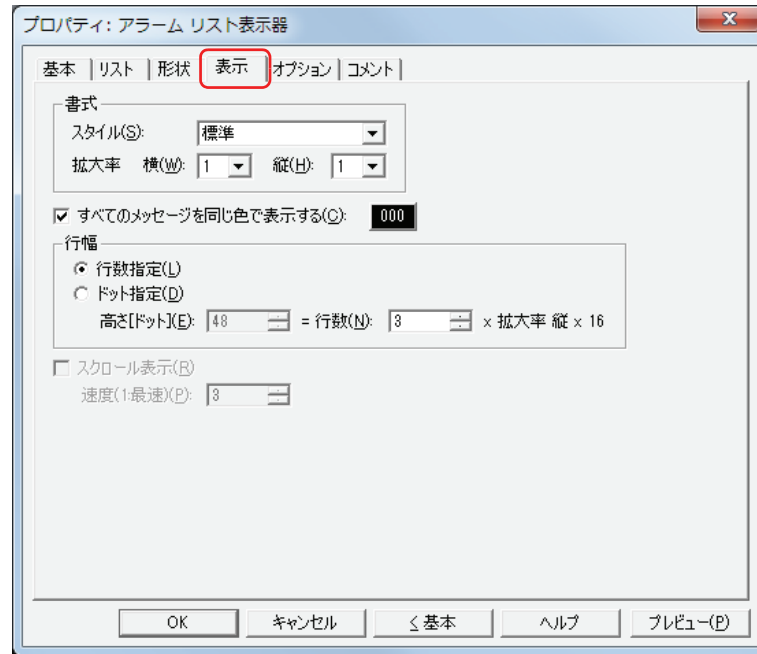 プロパティ: アラーム リスト表示器
x
基本 リスト 形状 表示 オプション コメント
書式
スタイル(S): 標準
拡大率 横(W): 1 縦(H): 1
すべてのメッセージを同じ色で表示する(C): 000
行幅
行数指定(L)
ドット指定(D)
高さ[ドット](E): 48 = 行数(N): 3 x 拡大率 縦 x 16
スクロール表示(R)
速度(1:最速)(P): 3
OK キャンセル < 基本 ヘルプ プレビュー(P)